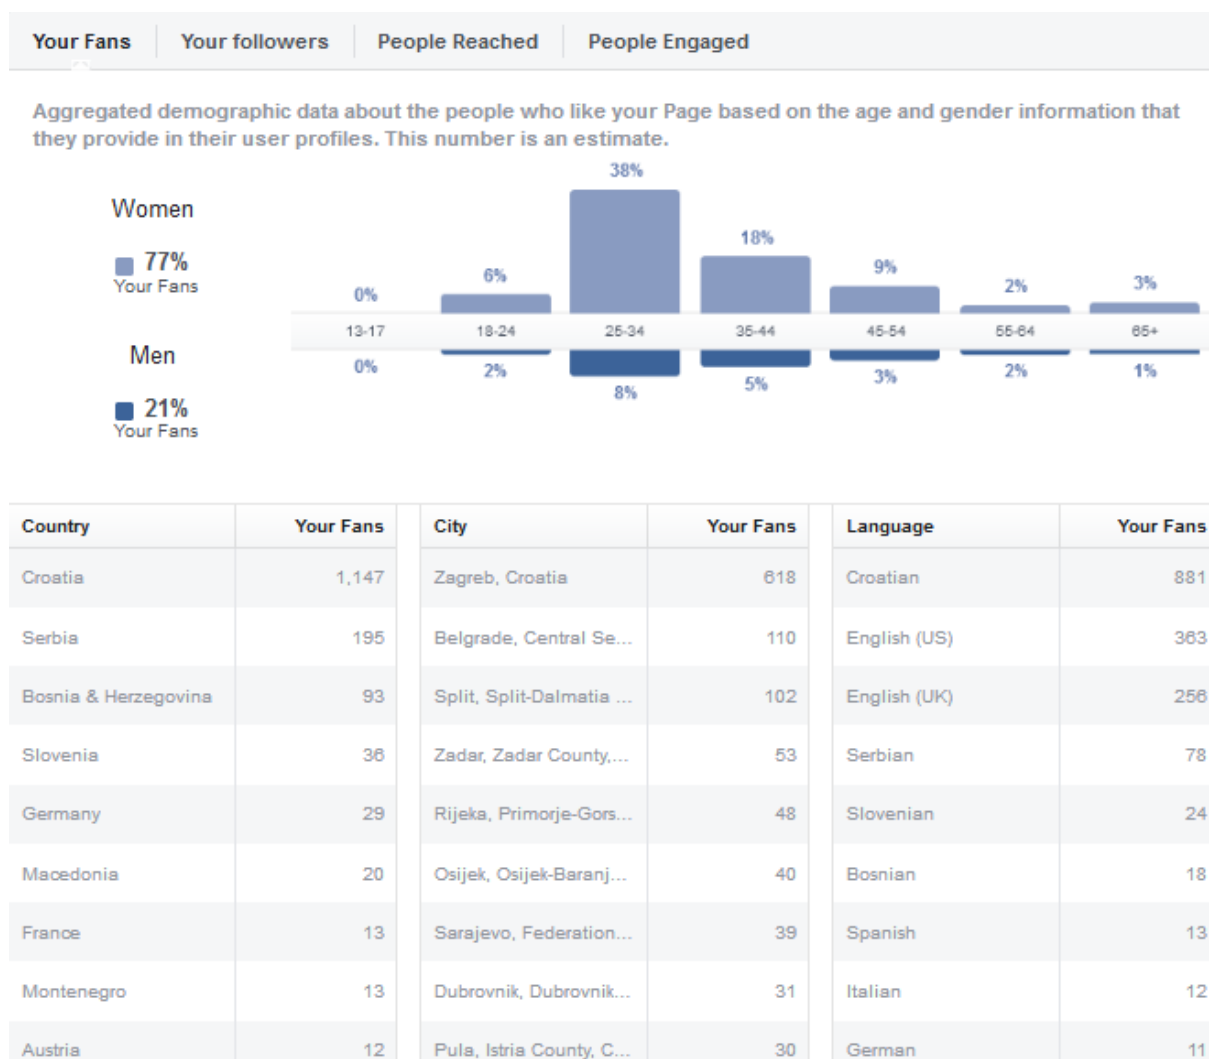 Your Fans Your followers People Reached People Engaged
Aggregated demographic data about the people who like your Page based on the age and gender information that
they provide in their user profiles. This number is an estimate.
Women
77%
Your Fans
0% 6% 38% 18% 9% 2% 3%
13-17 18-24 25-34 35-44 45-54 55-64 65+
Men
21%
Your Fans
0% 2% 8% 5% 3% 2% 1%
Country Your Fans City Your Fans Language Your Fans
Croatia 1,147 Zagreb, Croatia 618 Croatian 881
Serbia 195 Belgrade, Central Se... 110 English (US) 363
Bosnia & Herzegovina 93 Split, Split-Dalmatia ... 102 English (UK) 256
Slovenia 36 Zadar, Zadar County,... 53 Serbian 78
Germany 29 Rijeka, Primorje-Gors... 48 Slovenian 24
Macedonia 20 Osijek, Osijek-Baranj... 40 Bosnian 18
France 13 Sarajevo, Federation... 39 Spanish 13
Montenegro 13 Dubrovnik, Dubrovnik... 31 Italian 12
Austria 12 Pula, Istria County, C... 30 German 11